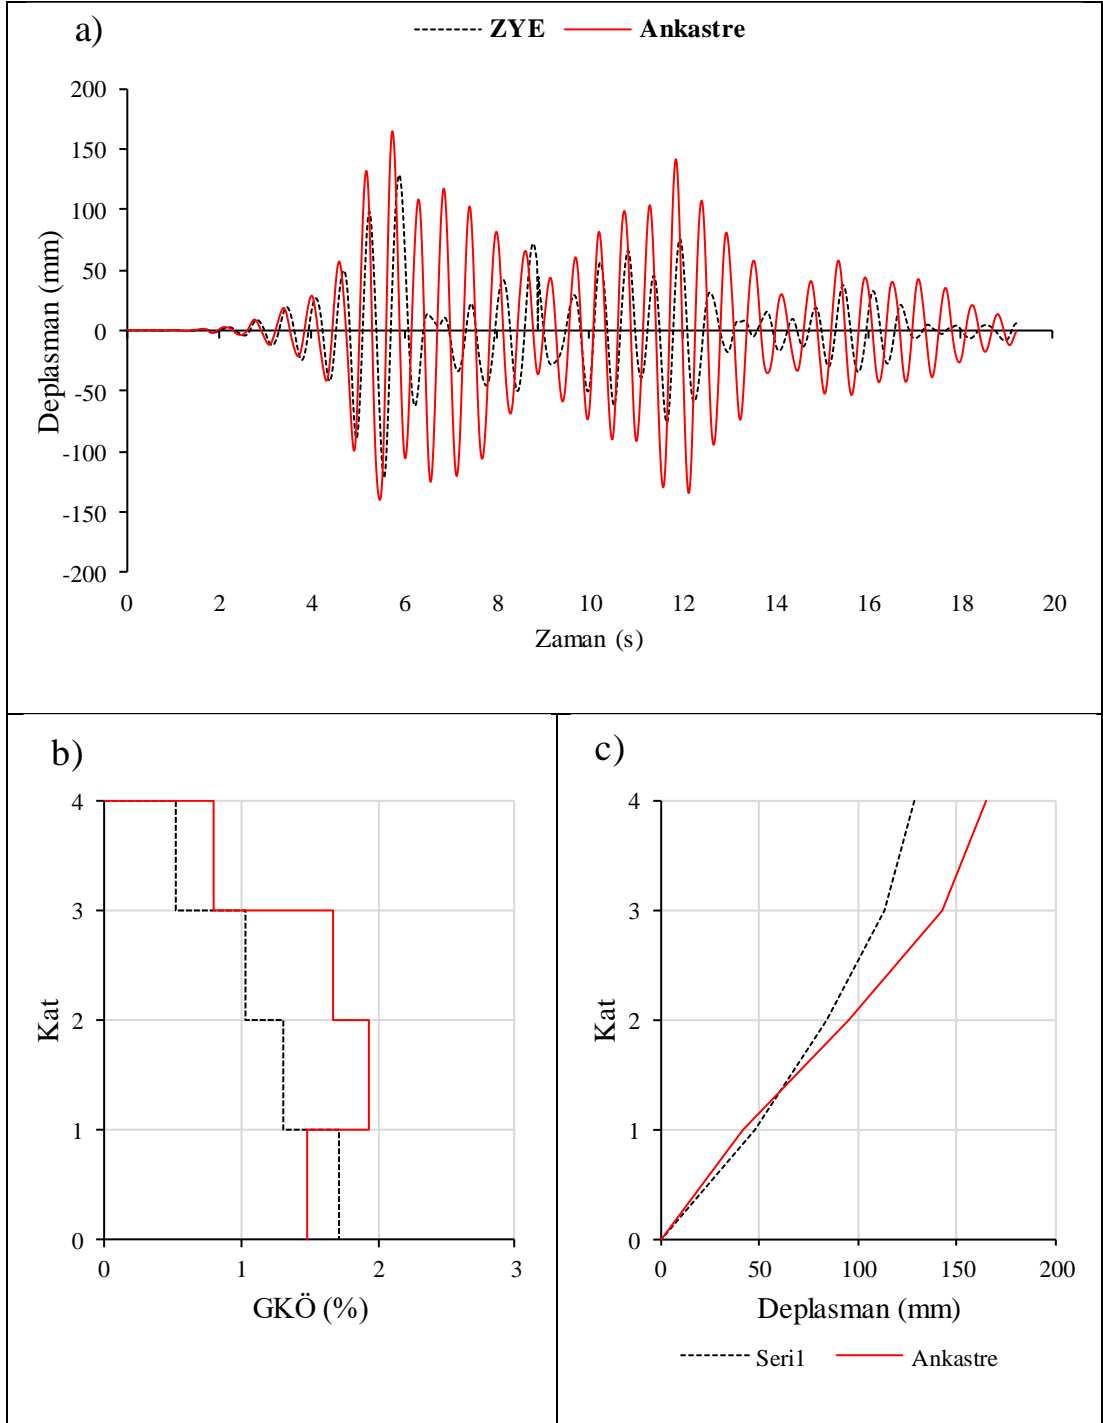 a)
ZYE Ankastre
200
150
100
50
0
-50
-100
-150
-200
Deplasman (mm)
0 2 4 6 8 10 12 14 16 18 20
Zaman (s)
b)
4
3
2
1
0
Kat
0 1 2 3
GKÖ (%)
c)
4
3
2
1
0
Kat
0 50 100 150 200
Deplasman (mm)
Seri1 Ankastre